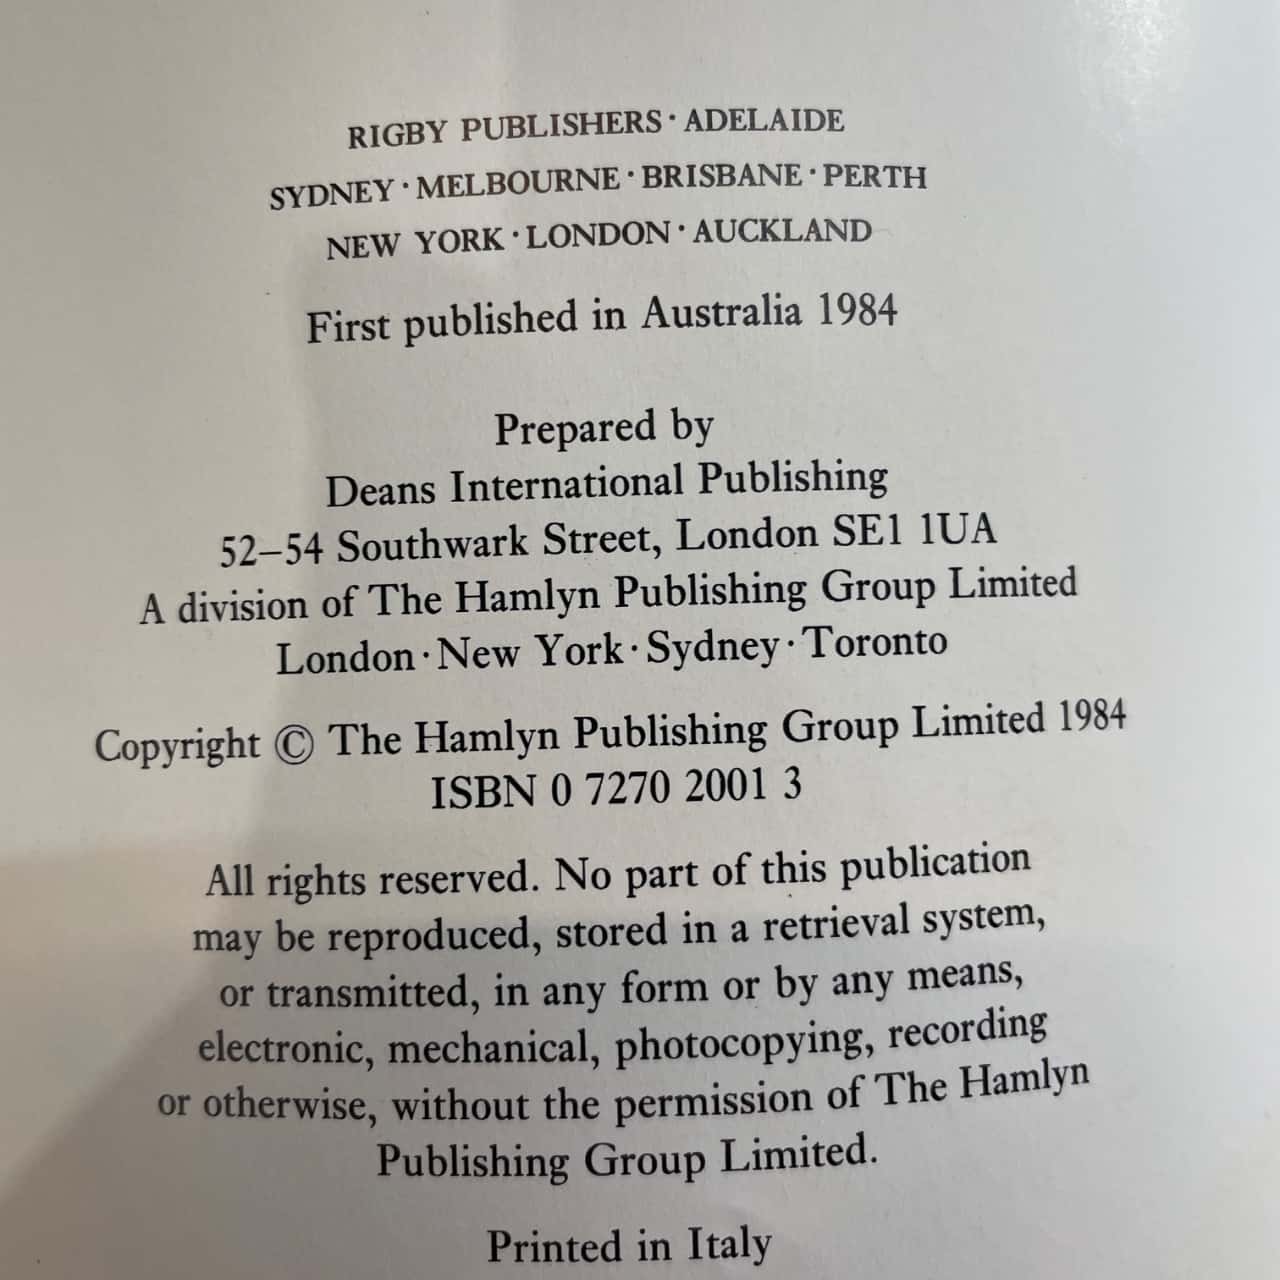 RIGBY PUBLISHERS · ADELAIDE
SYDNEY · MELBOURNE · BRISBANE · PERTH
NEW YORK · LONDON · AUCKLAND
First published in Australia 1984
Prepared by
Deans International Publishing
52–54 Southwark Street, London SE1 1UA
A division of The Hamlyn Publishing Group Limited
London · New York · Sydney · Toronto
Copyright © The Hamlyn Publishing Group Limited 1984
ISBN 0 7270 2001 3
All rights reserved. No part of this publication
may be reproduced, stored in a retrieval system,
or transmitted, in any form or by any means,
electronic, mechanical, photocopying, recording
or otherwise, without the permission of The Hamlyn
Publishing Group Limited.
Printed in Italy